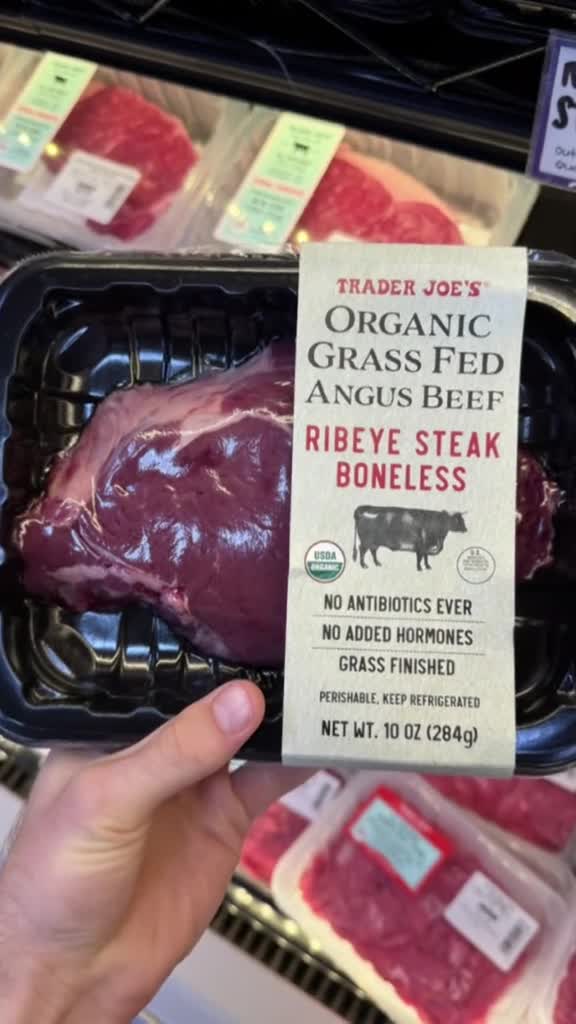 TRADER JOE'S
ORGANIC
GRASS FED
ANGUS BEEF
RIBEYE STEAK
BONELESS
USDA
ORGANIC
NO ANTIBIOTICS EVER
NO ADDED HORMONES
GRASS FINISHED
PERISHABLE, KEEP REFRIGERATED
NET WT. 10 OZ (284g)